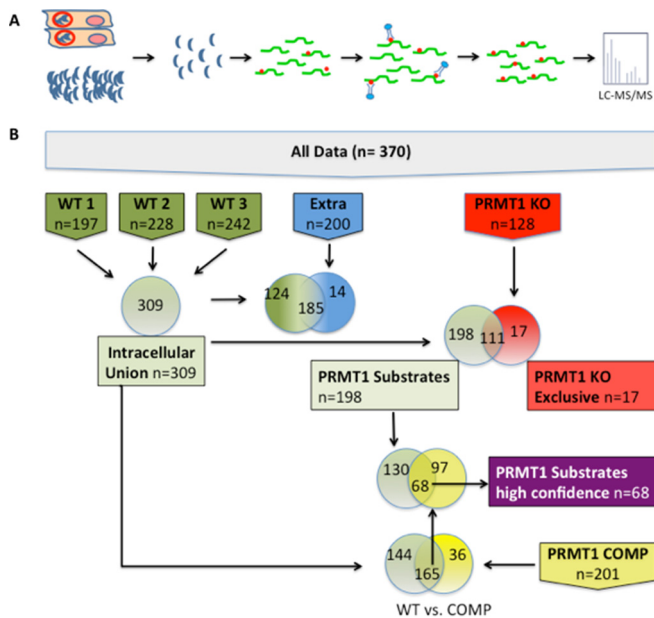 A
LC-MS/MS
B
All Data (n= 370)
WT 1
n=197
WT 2
n=228
WT 3
n=242
Extra
n=200
PRMT1 KO
n=128
309
124
185
14
198
111
17
Intracellular
Union n=309
PRMT1 Substrates
n=198
PRMT1 KO
Exclusive n=17
130
68
97
PRMT1 Substrates
high confidence n=68
144
165
36
PRMT1 COMP
n=201
WT vs. COMP